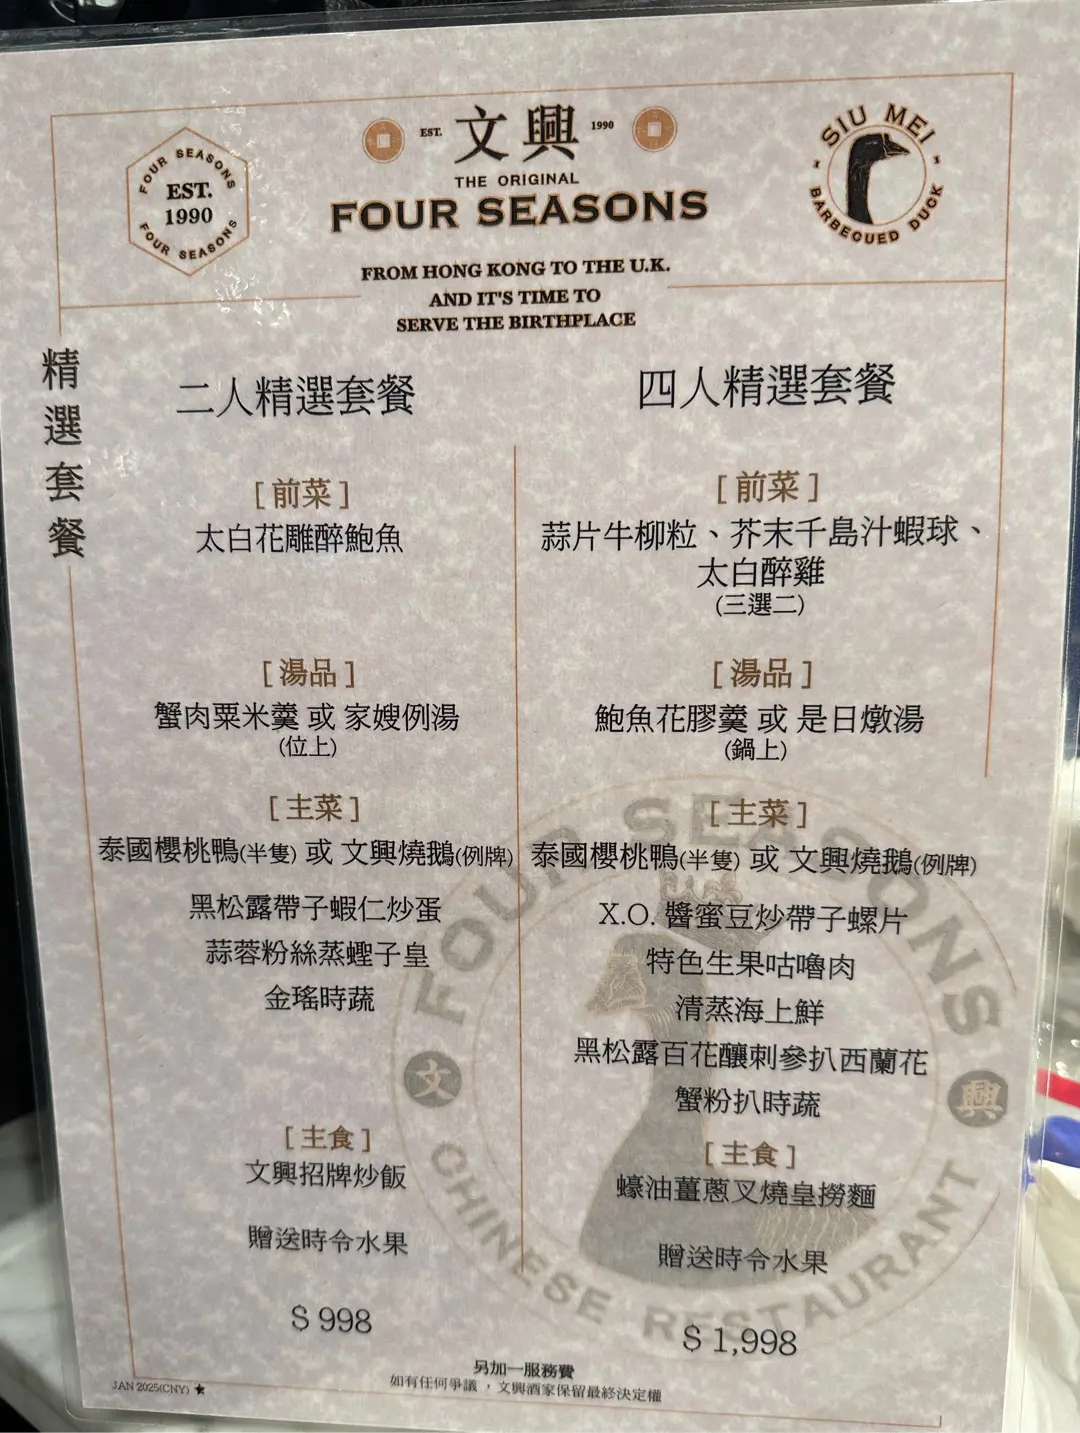 FOUR SEASONS
EST.
1990
FOUR SEASONS
EST. 文興 1990
THE ORIGINAL
FOUR SEASONS
FROM HONG KONG TO THE U.K.
AND IT'S TIME TO
SERVE THE BIRTHPLACE
SIU MEI
BARBECUED DUCK
精選套餐
二人精選套餐
[ 前菜 ]
太白花雕醉鮑魚
[ 湯品 ]
蟹肉粟米羹 或 家嫂例湯
(位上)
[ 主菜 ]
泰國櫻桃鴨(半隻) 或 文興燒鵝(例牌)
黑松露帶子蝦仁炒蛋
蒜蓉粉絲蒸蟶子皇
金瑤時蔬
[ 主食 ]
文興招牌炒飯
贈送時令水果
$ 998
四人精選套餐
[ 前菜 ]
蒜片牛柳粒、芥末千島汁蝦球、
太白醉雞
(三選二)
[ 湯品 ]
鮑魚花膠羹 或 是日燉湯
(鍋上)
[ 主菜 ]
泰國櫻桃鴨(半隻) 或 文興燒鵝(例牌)
X.O. 醬蜜豆炒帶子螺片
特色生果咕嚕肉
清蒸海上鮮
黑松露百花釀刺參扒西蘭花
蟹粉扒時蔬
[ 主食 ]
蠔油薑蔥叉燒皇撈麵
贈送時令水果
$ 1,998
FOUR SEASONS
文 興
CHINESE RESTAURANT
另加一服務費
如有任何爭議，文興酒家保留最終決定權
JAN 2025(CNY) ★